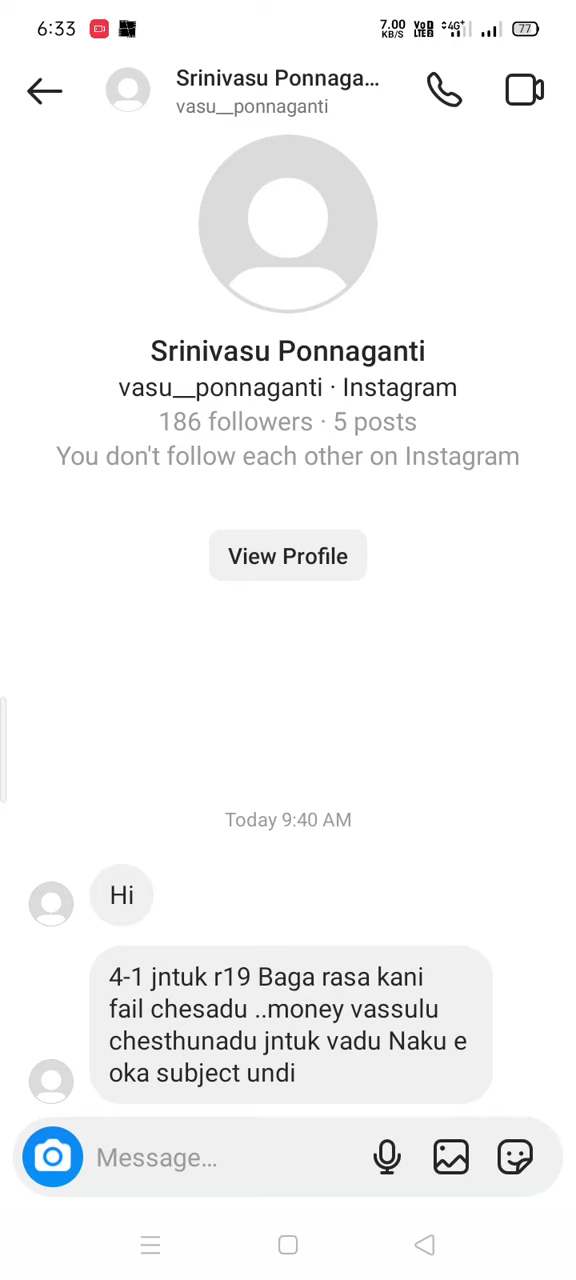 6:33
7.00 KB/S VoD LTE2 4G+ 77
Srinivasu Ponnaga...
vasu__ponnaganti
Srinivasu Ponnaganti
vasu__ponnaganti · Instagram
186 followers · 5 posts
You don't follow each other on Instagram
View Profile
Today 9:40 AM
Hi
4-1 jntuk r19 Baga rasa kani
fail chesadu ..money vassulu
chesthunadu jntuk vadu Naku e
oka subject undi
Message...